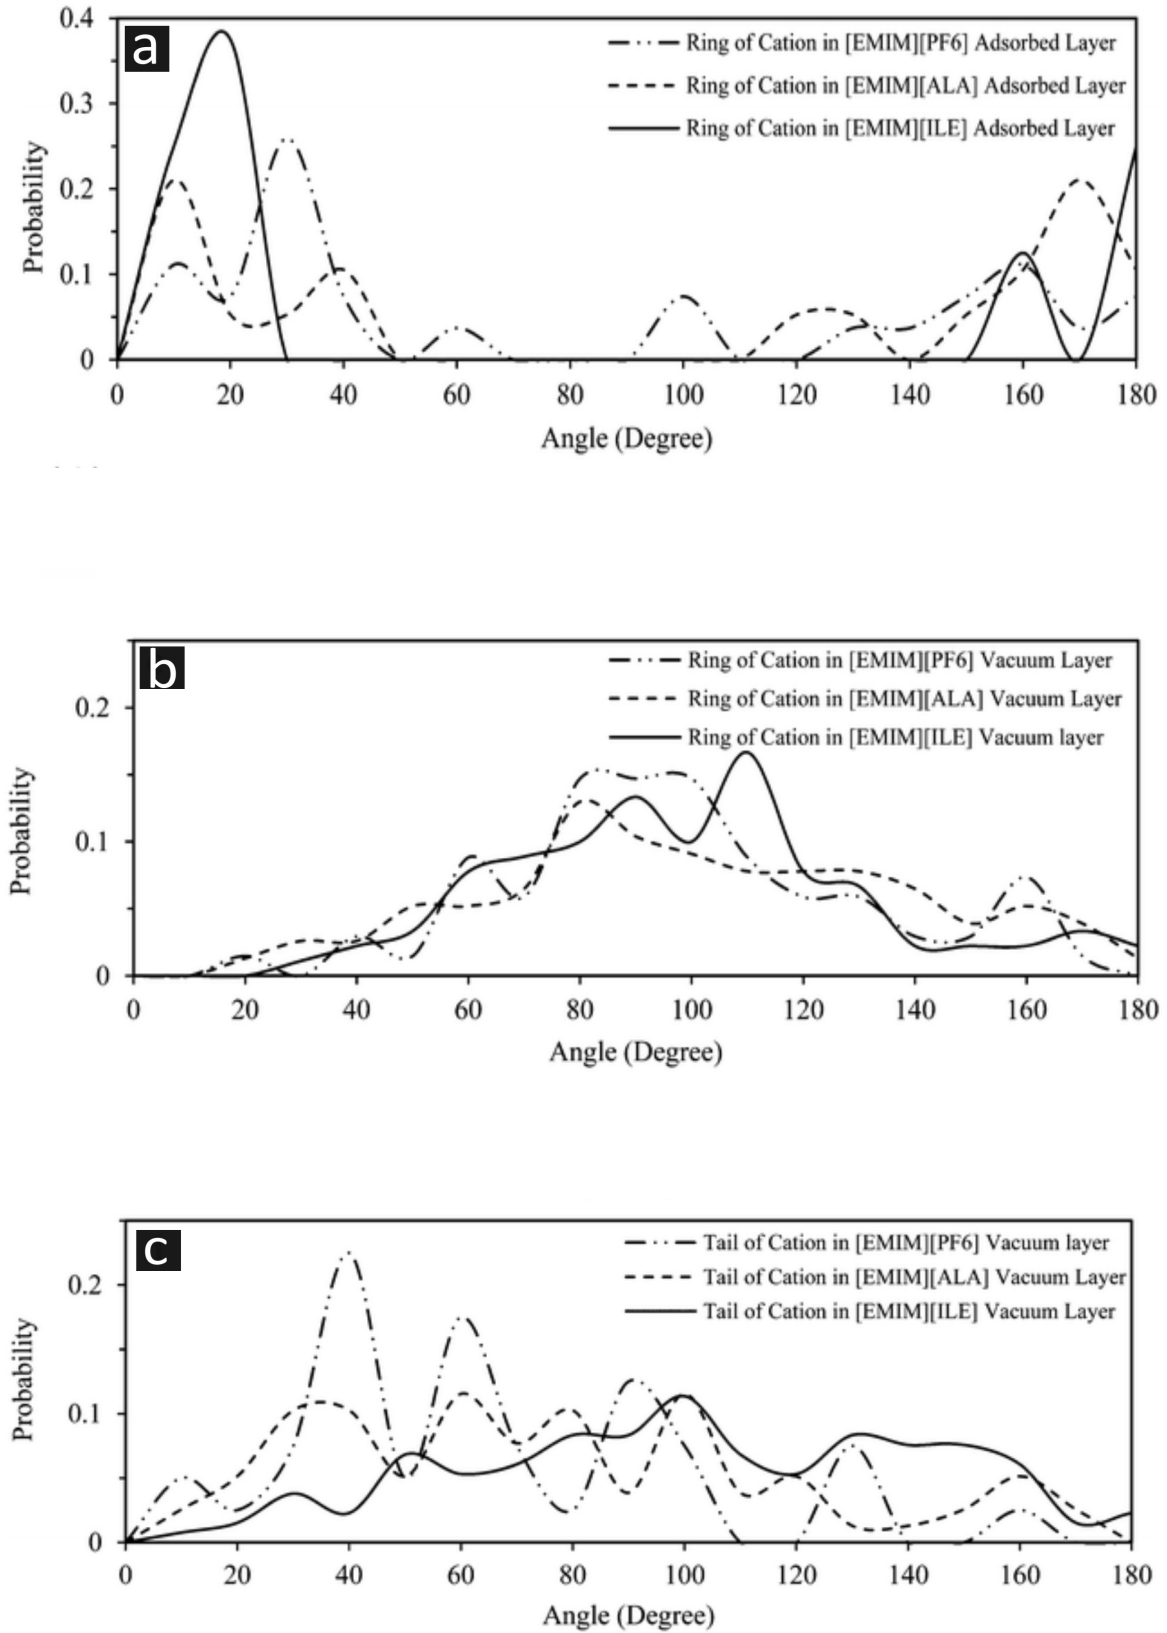 a
Ring of Cation in [EMIM][PF6] Adsorbed Layer
Ring of Cation in [EMIM][ALA] Adsorbed Layer
Ring of Cation in [EMIM][ILE] Adsorbed Layer
Probability
0.4
0.3
0.2
0.1
0
0 20 40 60 80 100 120 140 160 180
Angle (Degree)
b
Ring of Cation in [EMIM][PF6] Vacuum Layer
Ring of Cation in [EMIM][ALA] Vacuum Layer
Ring of Cation in [EMIM][ILE] Vacuum layer
Probability
0.2
0.1
0
0 20 40 60 80 100 120 140 160 180
Angle (Degree)
c
Tail of Cation in [EMIM][PF6] Vacuum layer
Tail of Cation in [EMIM][ALA] Vacuum Layer
Tail of Cation in [EMIM][ILE] Vacuum Layer
Probability
0.2
0.1
0
0 20 40 60 80 100 120 140 160 180
Angle (Degree)